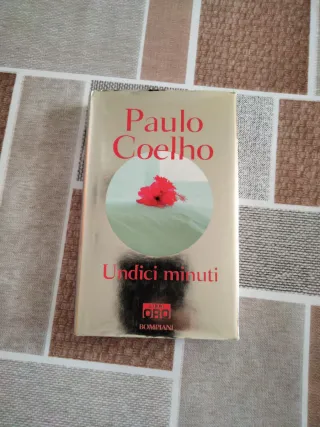 Paulo
Coelho
Undici minuti
ORO
BOMPIANI